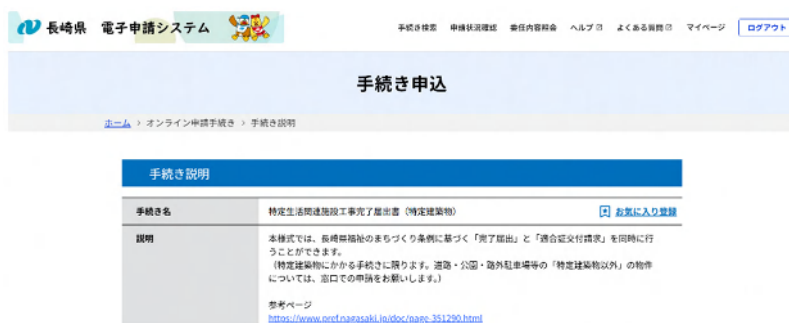 長崎県 電子申請システム
手続き検索 申請状況確認 委任内容照会 ヘルプ よくある質問 マイページ ログアウト
手続き申込
ホーム > オンライン申請手続き > 手続き説明
手続き説明
手続き名 特定生活関連施設工事完了届出書（特定建築物） お気に入り登録
説明 本様式では、長崎県福祉のまちづくり条例に基づく「完了届出」と「適合証交付請求」を同時に行
うことができます。
（特定建築物にかかる手続きに限ります。道路・公園・路外駐車場等の「特定建築物以外」の物件
については、窓口での申請をお願いします。）
参考ページ
https://www.pref.nagasaki.jp/doc/page-351290.html